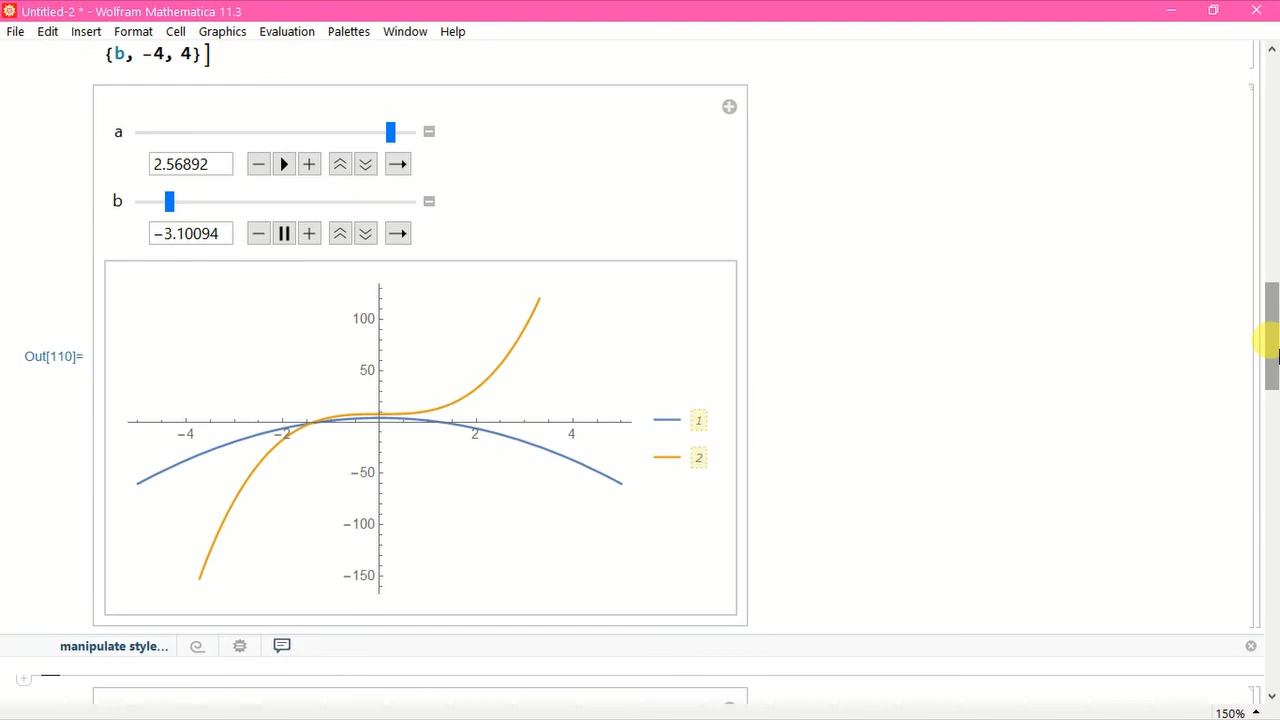 Untitled-2 * - Wolfram Mathematica 11.3
File Edit Insert Format Cell Graphics Evaluation Palettes Window Help
{b, -4, 4}]
a
2.56892
b
-3.10094
Out[110]=
100
50
-50
-100
-150
-4 -2 2 4
1
2
manipulate style...
150%